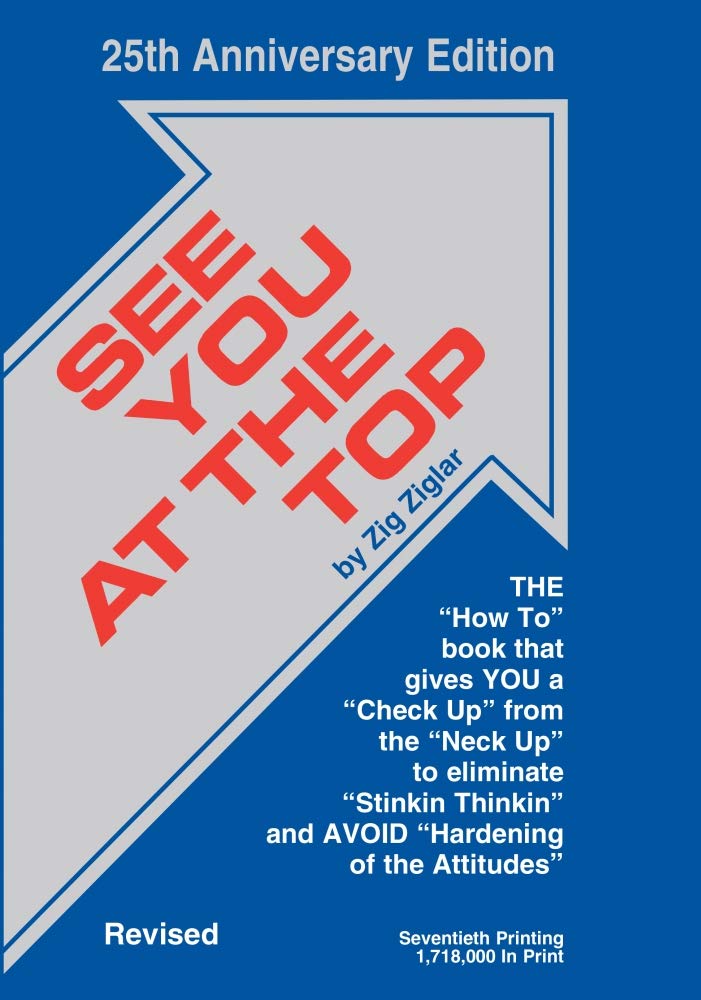 25th Anniversary Edition
SEE
YOU
AT THE
TOP
by Zig Ziglar
THE
“How To”
book that
gives YOU a
“Check Up” from
the “Neck Up”
to eliminate
“Stinkin Thinkin”
and AVOID “Hardening
of the Attitudes”
Revised
Seventieth Printing
1,718,000 In Print